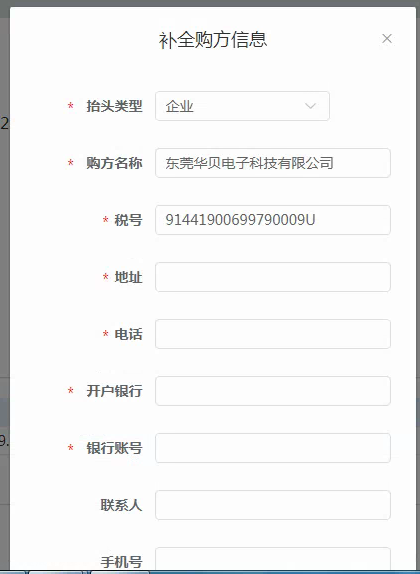 补全购方信息
2
* 抬头类型 企业
* 购方名称 东莞华贝电子科技有限公司
* 税号 91441900699790009U
* 地址
* 电话
* 开户银行
* 银行账号
9.
联系人
手机号